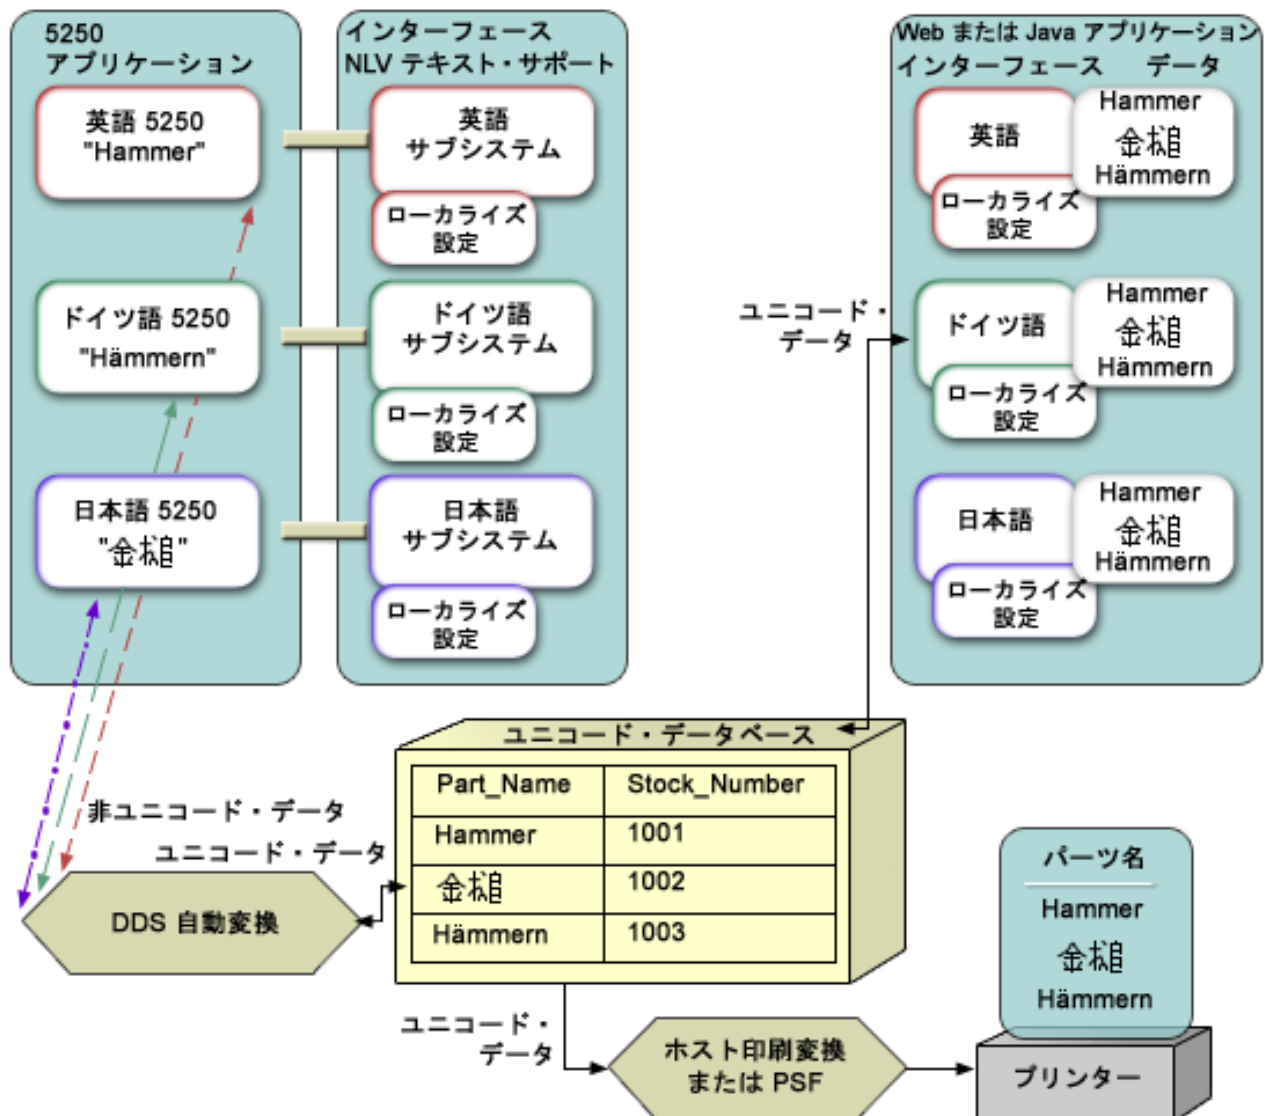 5250
アプリケーション
英語 5250
"Hammer"
ドイツ語 5250
"Hämmern"
日本語 5250
"金槌"
インターフェース
NLV テキスト・サポート
英語
サブシステム
ローカライズ
設定
ドイツ語
サブシステム
ローカライズ
設定
日本語
サブシステム
ローカライズ
設定
Web または Java アプリケーション
インターフェース データ
英語
ローカライズ
設定
Hammer
金槌
Hämmern
ユニコード・
データ
ドイツ語
ローカライズ
設定
Hammer
金槌
Hämmern
日本語
ローカライズ
設定
Hammer
金槌
Hämmern
非ユニコード・データ
ユニコード・データ
DDS 自動変換
ユニコード・データベース
Part_Name Stock_Number
Hammer 1001
金槌 1002
Hämmern 1003
ユニコード・
データ
ホスト印刷変換
または PSF
パーツ名
Hammer
金槌
Hämmern
プリンター